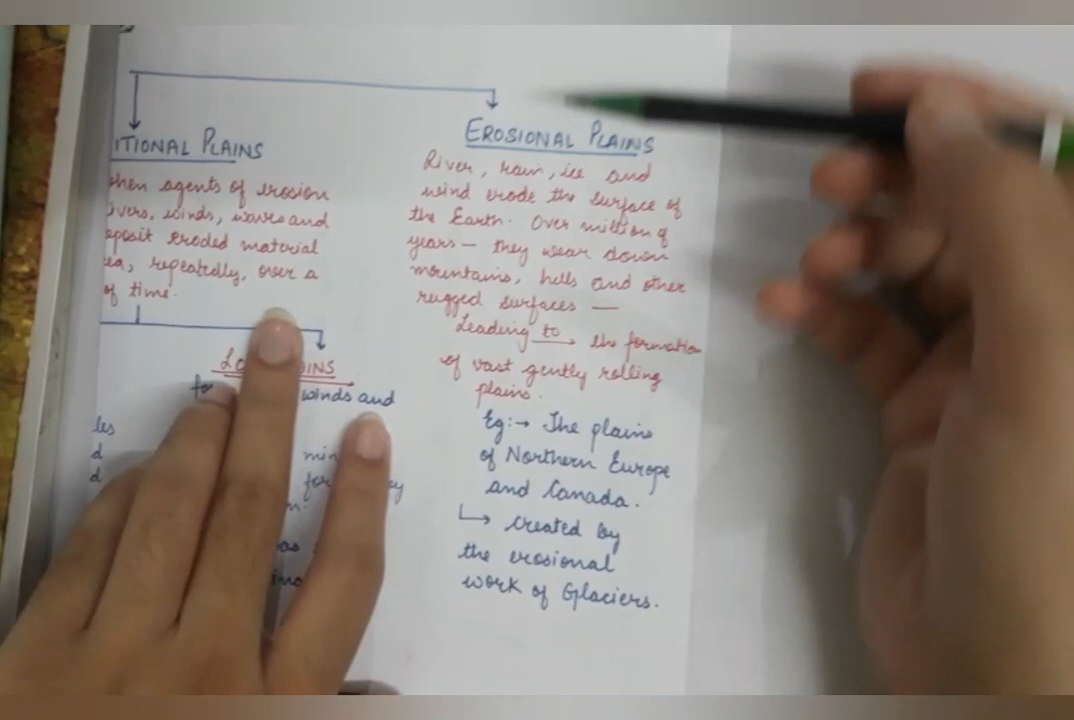 ITIONAL PLAINS
hen agents of erosion
ivers, winds, waves and
eposit eroded material
ea, repeatedly, over a
of time.
winds and
les
d
d
EROSIONAL PLAINS
River, rain, ice and
wind erode the surface of
the Earth. Over million of
years — they wear down
mountains, hills and other
rugged surfaces —
Leading to → the formation
of vast gently rolling
plains.
Eg:→ The plains
of Northern Europe
and Canada.
↳ created by
the erosional
work of Glaciers.